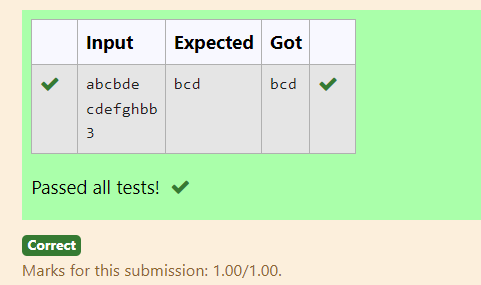 Input Expected Got
abcbde bcd bcd
cdefghbb
3
Passed all tests!
Correct
Marks for this submission: 1.00/1.00.